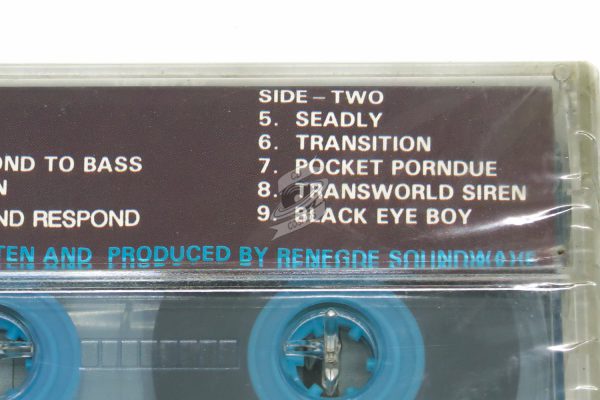 SIDE – TWO
5. SEADLY
6. TRANSITION
OND TO BASS
7. POCKET PORNDUE
N
8. TRANSWORLD SIREN
ND RESPOND
9. BLACK EYE BOY
TEN AND PRODUCED BY RENEGDE SOUNDW